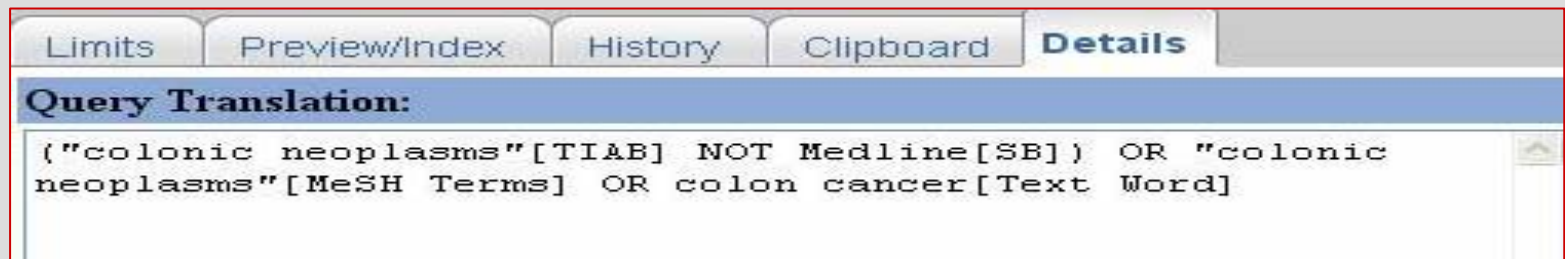 Limits Preview/Index History Clipboard Details
Query Translation:
("colonic neoplasms"[TIAB] NOT Medline[SB]) OR "colonic
neoplasms"[MeSH Terms] OR colon cancer[Text Word]